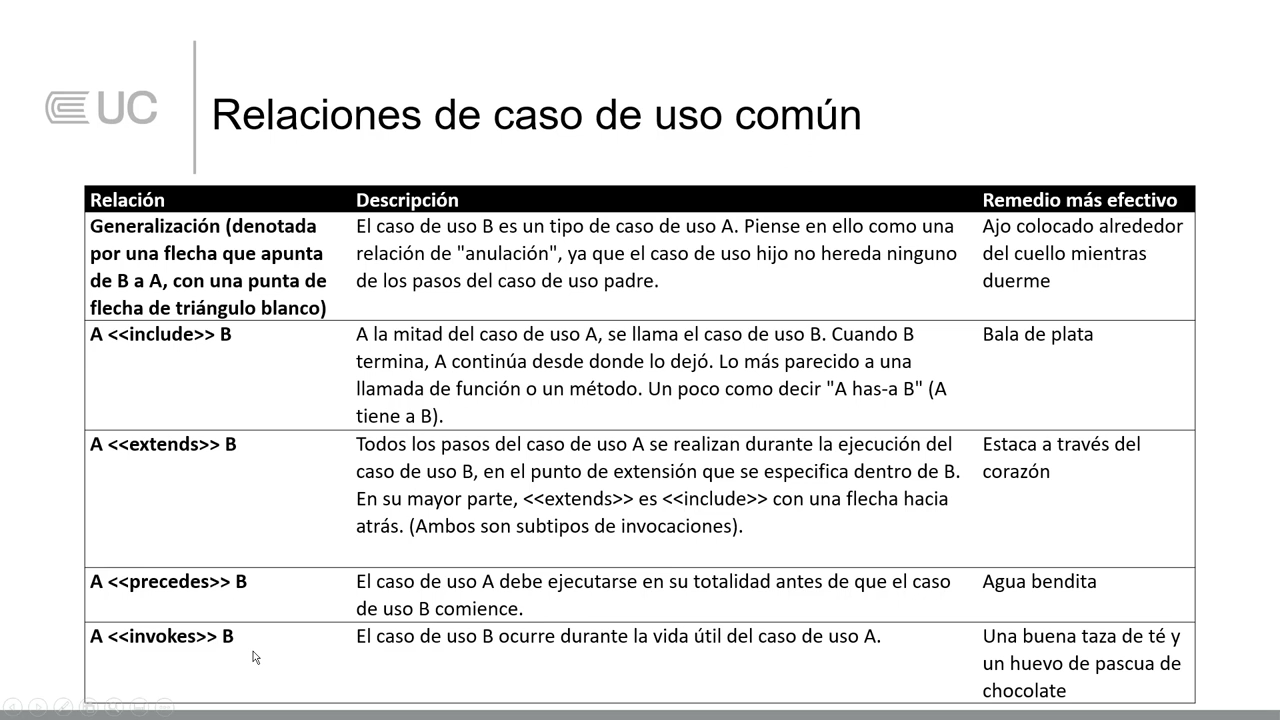 UC
Relaciones de caso de uso común
Relación Descripción Remedio más efectivo
Generalización (denotada
por una flecha que apunta
de B a A, con una punta de
flecha de triángulo blanco)
El caso de uso B es un tipo de caso de uso A. Piense en ello como una
relación de "anulación", ya que el caso de uso hijo no hereda ninguno
de los pasos del caso de uso padre.
Ajo colocado alrededor
del cuello mientras
duerme
A <<include>> B
A la mitad del caso de uso A, se llama el caso de uso B. Cuando B
termina, A continúa desde donde lo dejó. Lo más parecido a una
llamada de función o un método. Un poco como decir "A has-a B" (A
tiene a B).
Bala de plata
A <<extends>> B
Todos los pasos del caso de uso A se realizan durante la ejecución del
caso de uso B, en el punto de extensión que se especifica dentro de B.
En su mayor parte, <<extends>> es <<include>> con una flecha hacia
atrás. (Ambos son subtipos de invocaciones).
Estaca a través del
corazón
A <<precedes>> B
El caso de uso A debe ejecutarse en su totalidad antes de que el caso
de uso B comience.
Agua bendita
A <<invokes>> B
El caso de uso B ocurre durante la vida útil del caso de uso A.
Una buena taza de té y
un huevo de pascua de
chocolate